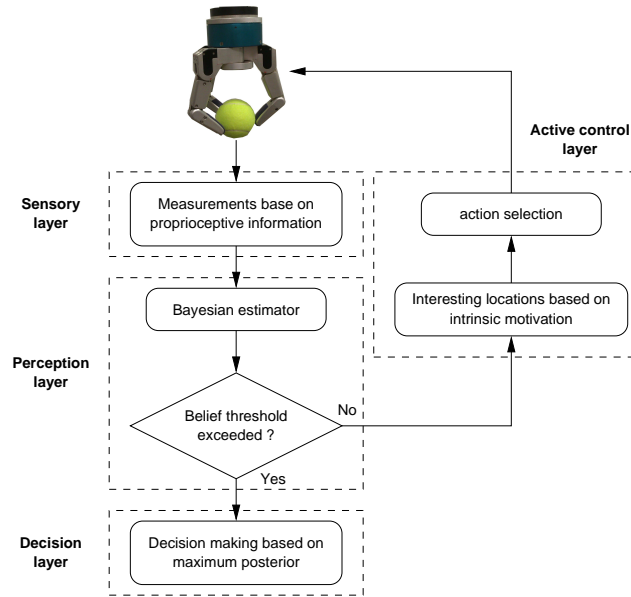 Active control
layer
Sensory
layer
Measurements base on
proprioceptive information
action selection
Bayesian estimator
Interesting locations based on
intrinsic motivation
Perception
layer
Belief threshold
exceeded ?
No
Yes
Decision
layer
Decision making based on
maximum posterior